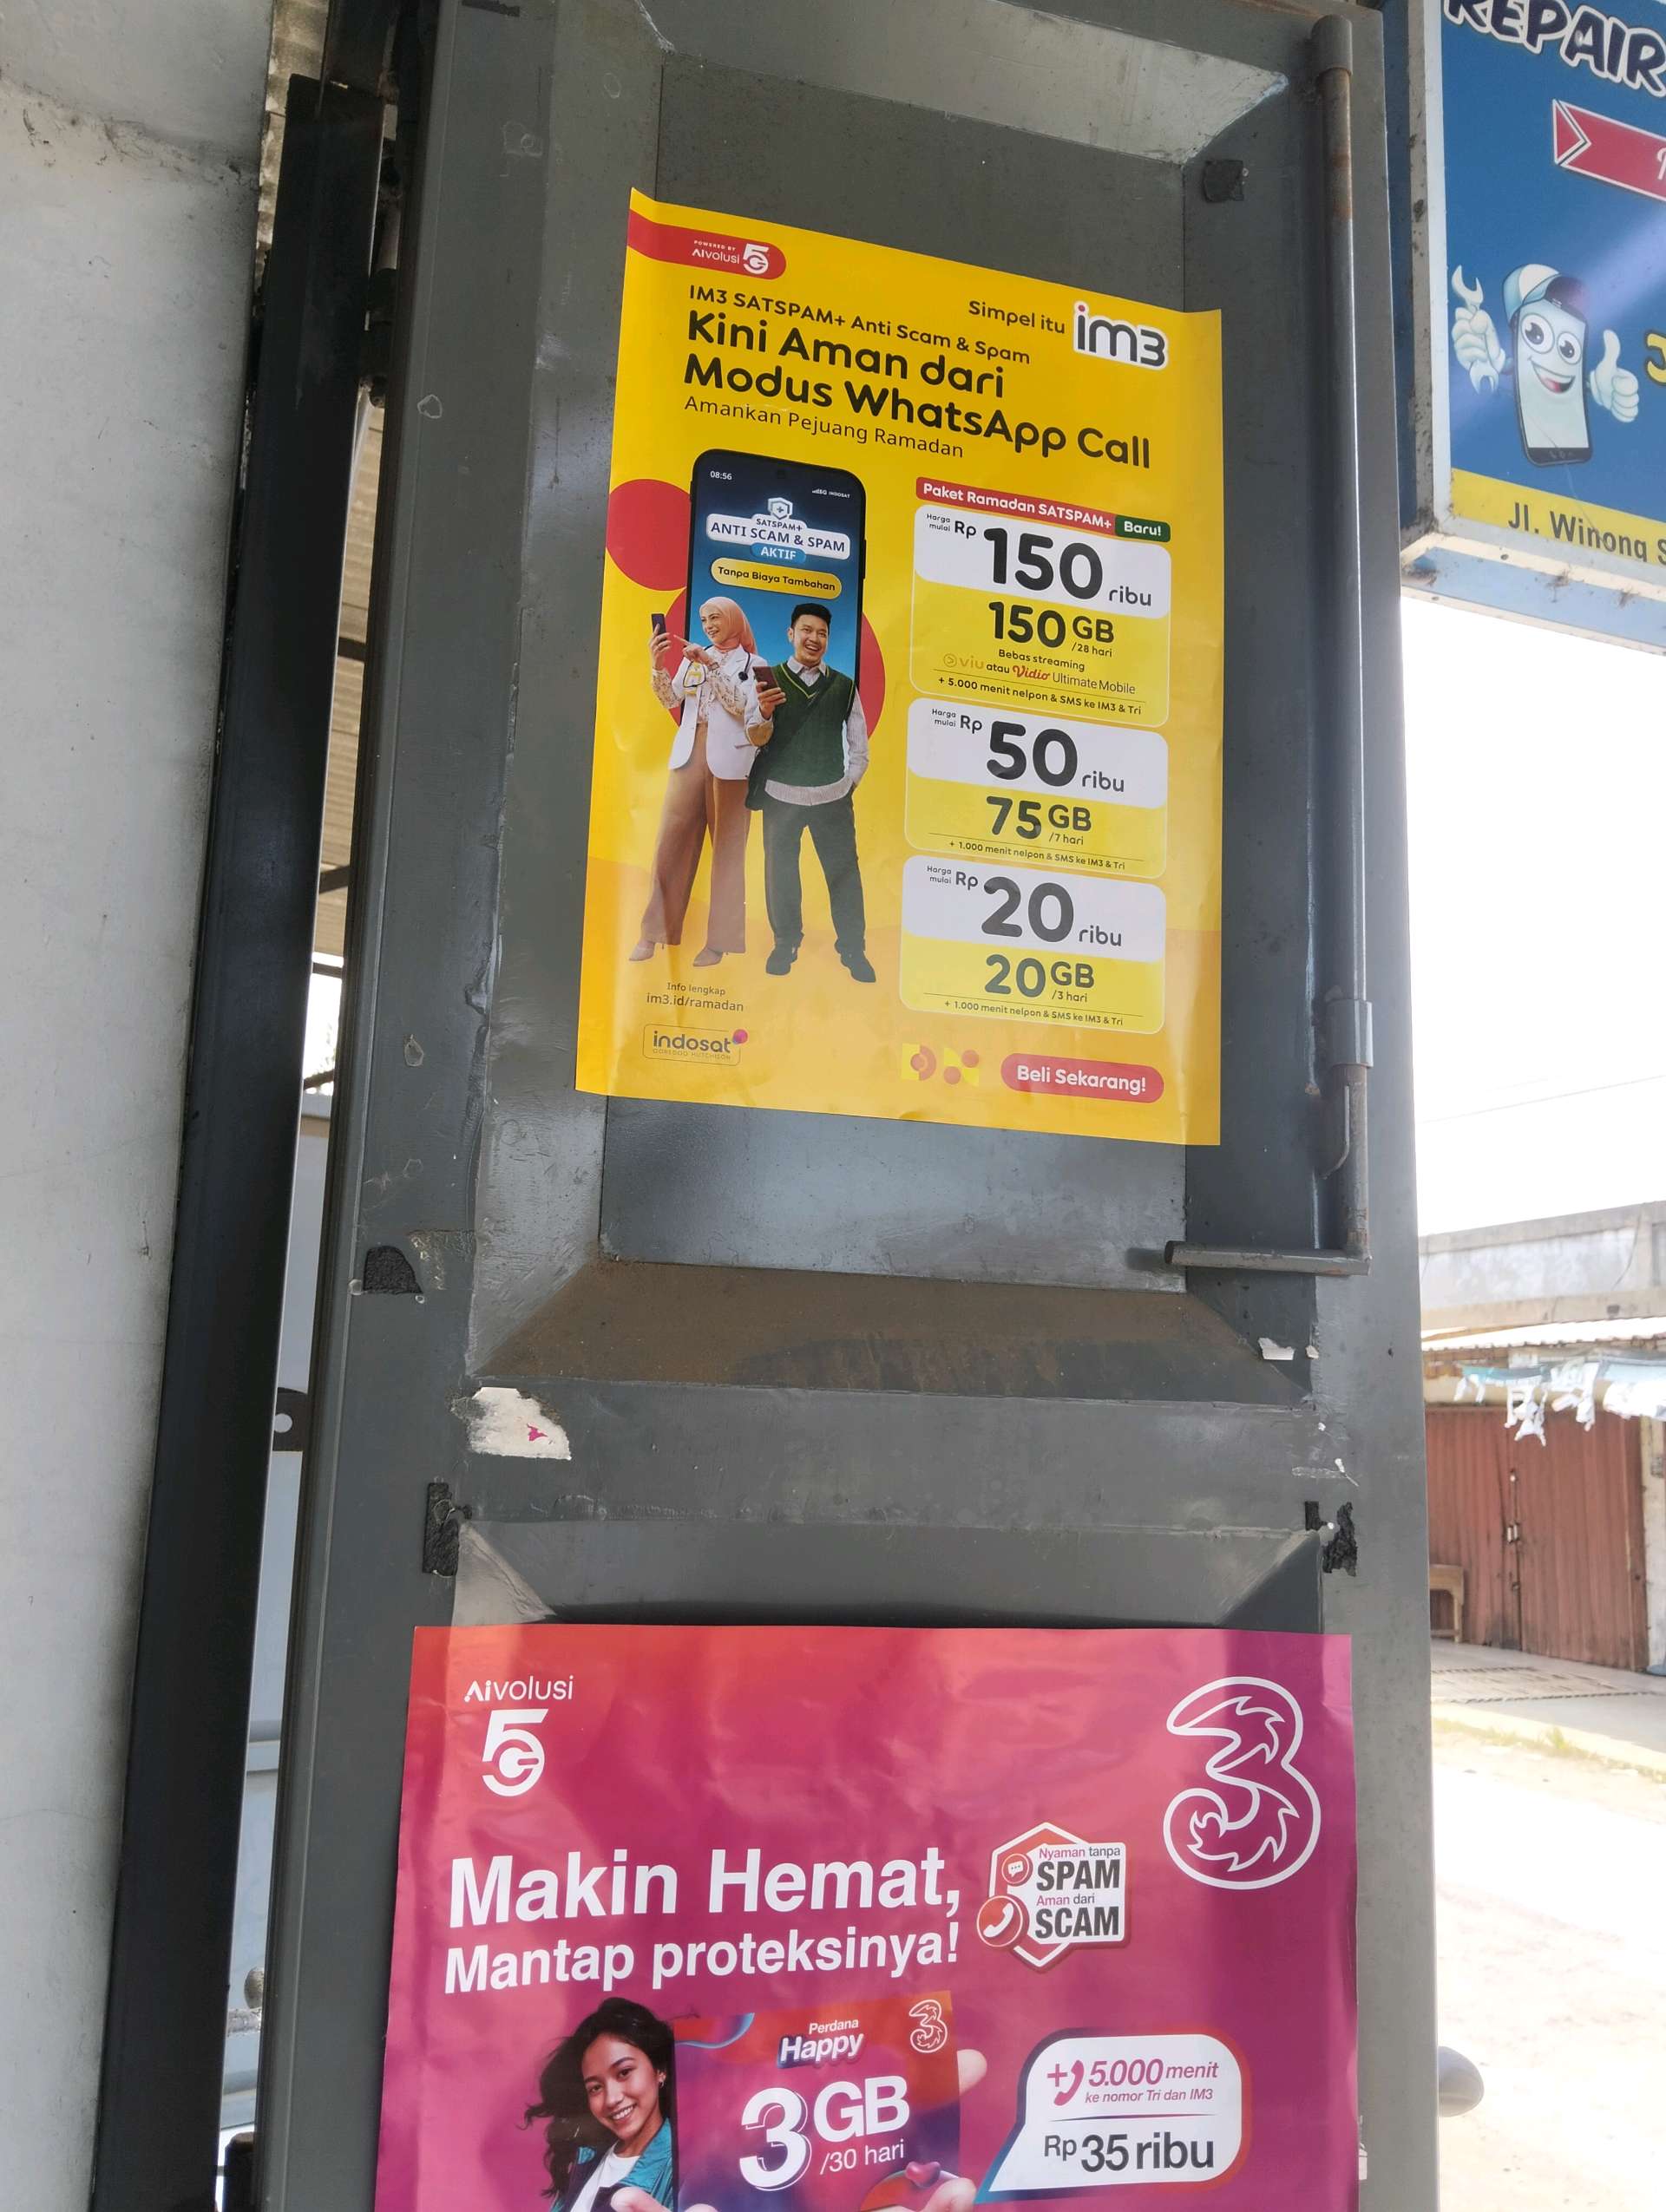 REPAIR
Jl. Winong
POWERED BY
AIvolusi 5G
Simpel itu im3
IM3 SATSPAM+ Anti Scam & Spam
Kini Aman dari
Modus WhatsApp Call
Amankan Pejuang Ramadan
08:56
5G INDOSAT
SATSPAM+
ANTI SCAM & SPAM
AKTIF
Tanpa Biaya Tambahan
Paket Ramadan SATSPAM+ Baru!
Harga mulai Rp 150 ribu
150 GB /28 hari
Bebas streaming
viu atau Vidio Ultimate Mobile
+ 5.000 menit nelpon & SMS ke IM3 & Tri
Harga mulai Rp 50 ribu
75 GB /7 hari
+ 1.000 menit nelpon & SMS ke IM3 & Tri
Harga mulai Rp 20 ribu
20 GB /3 hari
+ 1.000 menit nelpon & SMS ke IM3 & Tri
Info lengkap
im3.id/ramadan
indosat
OOREDOO HUTCHISON
Beli Sekarang!
AIvolusi
5G
3
Makin Hemat,
Mantap proteksinya!
Nyaman tanpa
SPAM
Aman dari
SCAM
Perdana
Happy
3
3 GB
/30 hari
+5.000 menit
ke nomor Tri dan IM3
Rp 35 ribu